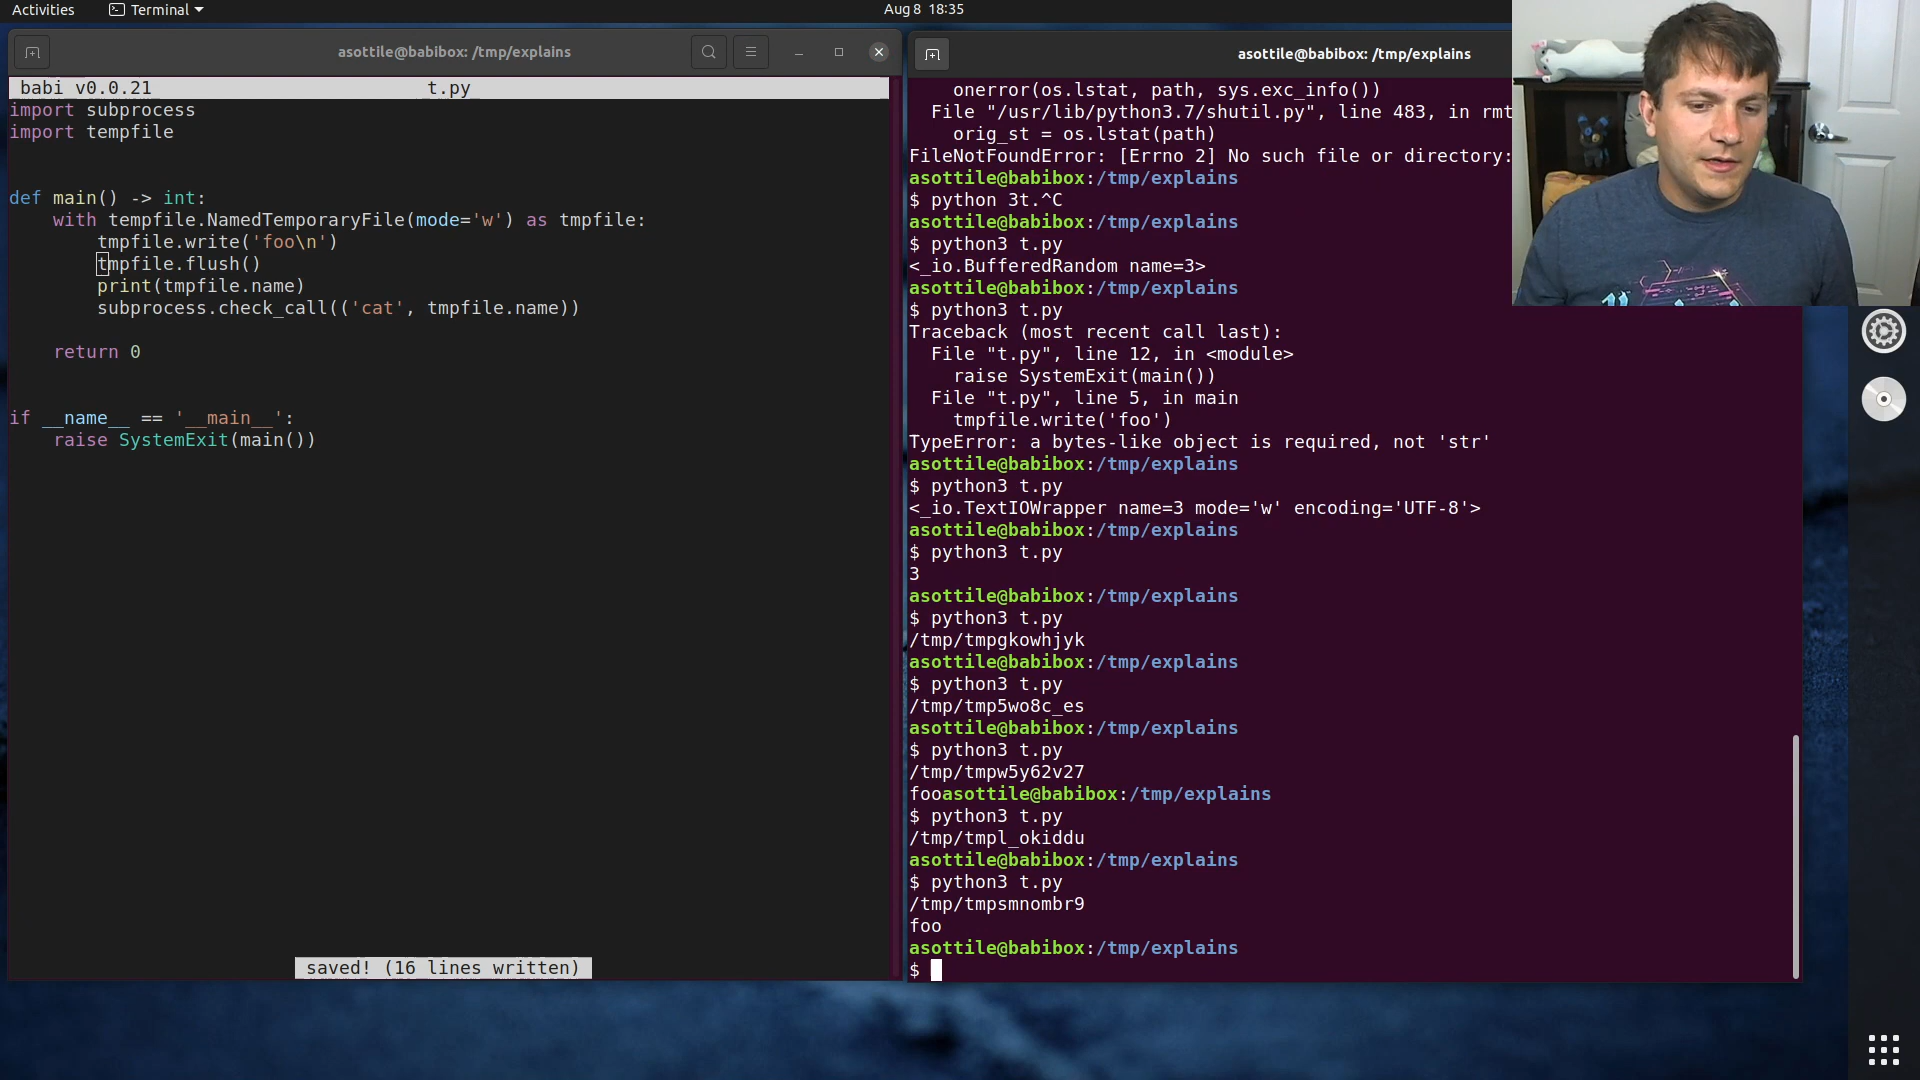 Activities
Terminal
Aug 8 18:35
asottile@babibox: /tmp/explains
babi v0.0.21 t.py
import subprocess
import tempfile
def main() -> int:
with tempfile.NamedTemporaryFile(mode='w') as tmpfile:
tmpfile.write('foo\n')
tmpfile.flush()
print(tmpfile.name)
subprocess.check_call(('cat', tmpfile.name))
return 0
if __name__ == '__main__':
raise SystemExit(main())
saved! (16 lines written)
asottile@babibox: /tmp/explains
onerror(os.lstat, path, sys.exc_info())
File "/usr/lib/python3.7/shutil.py", line 483, in rmt
orig_st = os.lstat(path)
FileNotFoundError: [Errno 2] No such file or directory:
asottile@babibox:/tmp/explains
$ python 3t.^C
asottile@babibox:/tmp/explains
$ python3 t.py
<_io.BufferedRandom name=3>
asottile@babibox:/tmp/explains
$ python3 t.py
Traceback (most recent call last):
File "t.py", line 12, in <module>
raise SystemExit(main())
File "t.py", line 5, in main
tmpfile.write('foo')
TypeError: a bytes-like object is required, not 'str'
asottile@babibox:/tmp/explains
$ python3 t.py
<_io.TextIOWrapper name=3 mode='w' encoding='UTF-8'>
asottile@babibox:/tmp/explains
$ python3 t.py
3
asottile@babibox:/tmp/explains
$ python3 t.py
/tmp/tmpgkowhjyk
asottile@babibox:/tmp/explains
$ python3 t.py
/tmp/tmp5wo8c_es
asottile@babibox:/tmp/explains
$ python3 t.py
/tmp/tmpw5y62v27
fooasottile@babibox:/tmp/explains
$ python3 t.py
/tmp/tmpl_okiddu
asottile@babibox:/tmp/explains
$ python3 t.py
/tmp/tmpsmnombr9
foo
asottile@babibox:/tmp/explains
$